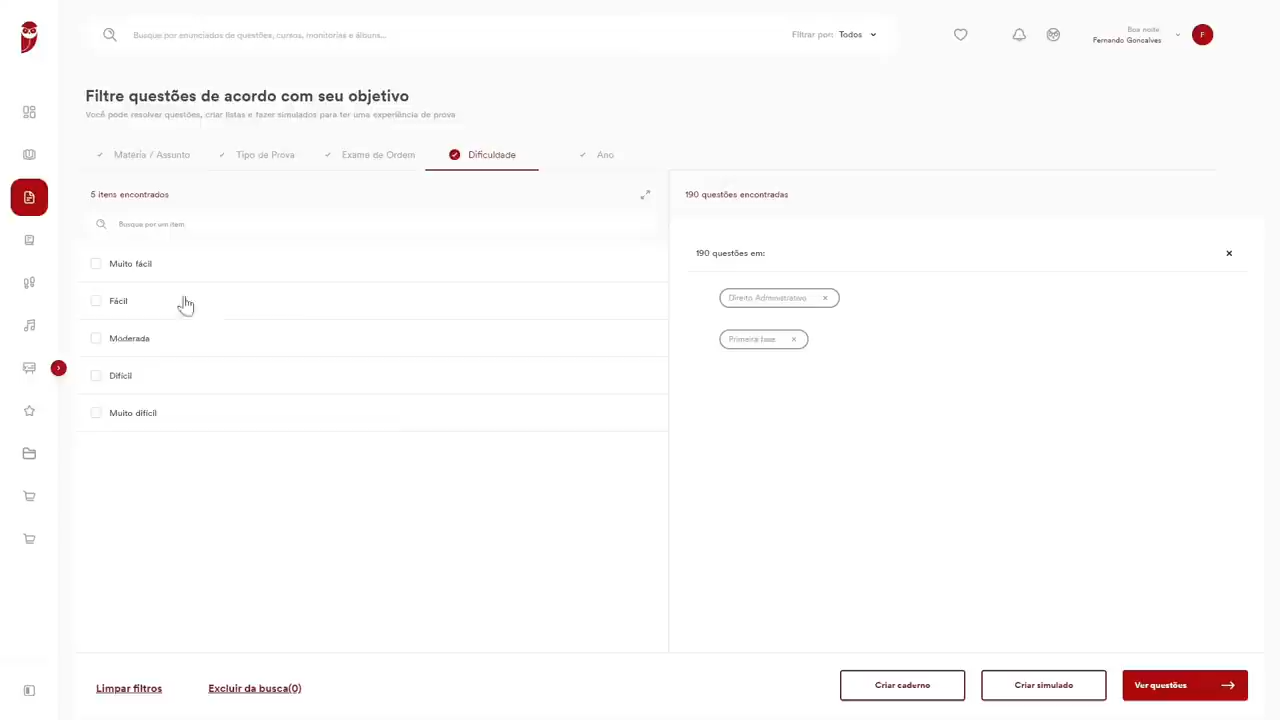 Busque por enunciados de questões, cursos, monitorias e álbuns...
Filtrar por: Todos
Boa noite
Fernando Gonçalves
F
Filtre questões de acordo com seu objetivo
Você pode resolver questões, criar listas e fazer simulados para ter uma experiência de prova
Matéria / Assunto
Tipo de Prova
Exame de Ordem
Dificuldade
Ano
5 itens encontrados
190 questões encontradas
Busque por um item
190 questões em:
Muito fácil
Direito Administrativo
Fácil
Moderada
Primeira fase
Difícil
Muito difícil
Limpar filtros
Excluir da busca(0)
Criar caderno
Criar simulado
Ver questões